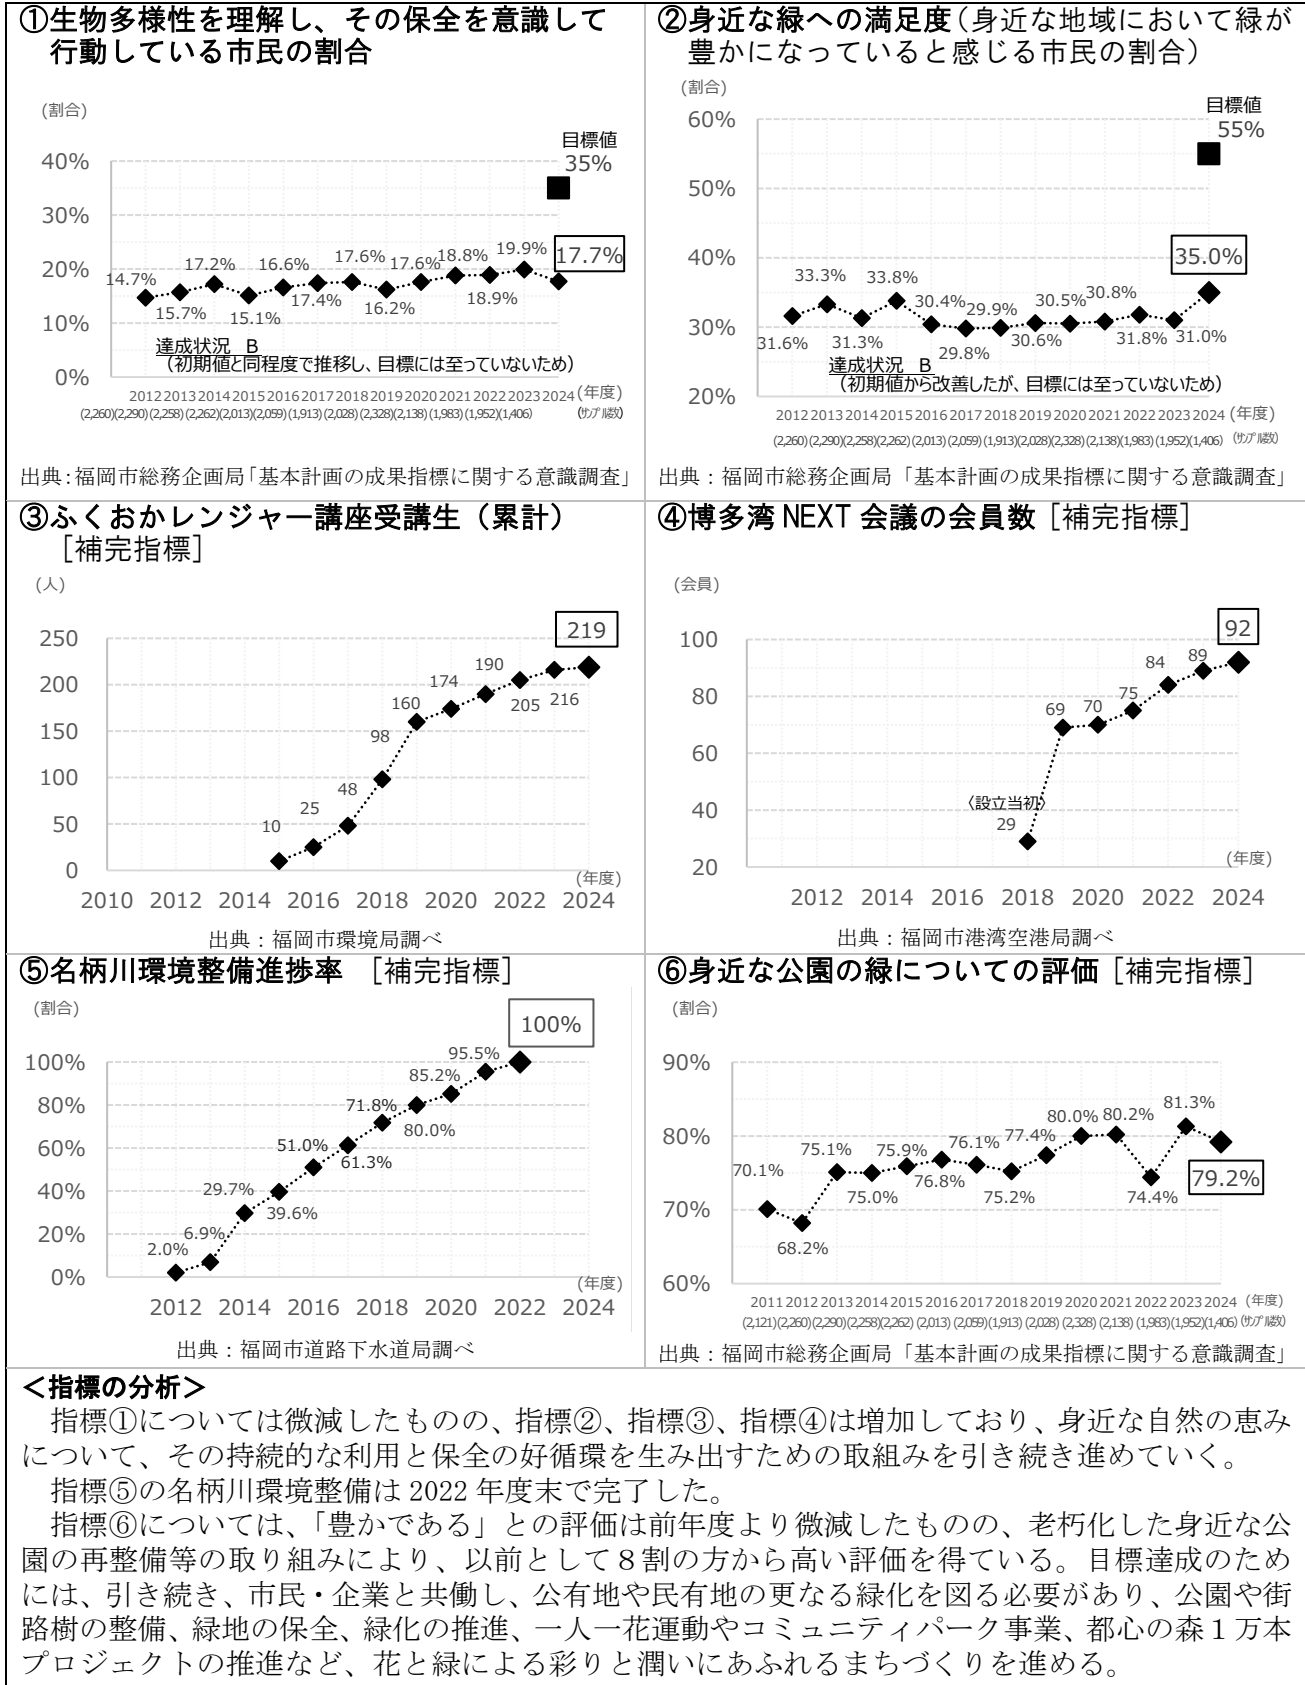 ①生物多様性を理解し、その保全を意識して
行動している市民の割合
(割合)
目標値
35%
40%
30%
20%
10%
0%
14.7%
15.7%
17.2%
15.1%
16.6%
17.4%
17.6%
16.2%
17.6%
18.8%
18.9%
19.9%
17.7%
達成状況 B
(初期値と同程度で推移し、目標には至っていないため)
2012 2013 2014 2015 2016 2017 2018 2019 2020 2021 2022 2023 2024 (年度)
(2,260)(2,290)(2,258)(2,262)(2,013)(2,059)(1,913)(2,028)(2,328)(2,138)(1,983)(1,952)(1,406) (サンプル数)
出典:福岡市総務企画局「基本計画の成果指標に関する意識調査」
②身近な緑への満足度(身近な地域において緑が
豊かになっていると感じる市民の割合)
(割合)
目標値
55%
60%
50%
40%
30%
20%
31.6%
33.3%
31.3%
33.8%
30.4%
29.8%
29.9%
30.6%
30.5%
30.8%
31.8%
31.0%
35.0%
達成状況 B
(初期値から改善したが、目標には至っていないため)
2012 2013 2014 2015 2016 2017 2018 2019 2020 2021 2022 2023 2024 (年度)
(2,260)(2,290)(2,258)(2,262)(2,013)(2,059)(1,913)(2,028)(2,328)(2,138)(1,983)(1,952)(1,406) (サンプル数)
出典:福岡市総務企画局「基本計画の成果指標に関する意識調査」
③ふくおかレンジャー講座受講生(累計)
[補完指標]
(人)
250
200
150
100
50
0
10
25
48
98
160
174
190
205
216
219
(年度)
2010 2012 2014 2016 2018 2020 2022 2024
出典:福岡市環境局調べ
④博多湾 NEXT 会議の会員数 [補完指標]
(会員)
100
80
60
40
20
〈設立当初〉
29
69
70
75
84
89
92
(年度)
2012 2014 2016 2018 2020 2022 2024
出典:福岡市港湾空港局調べ
⑤名柄川環境整備進捗率 [補完指標]
(割合)
100%
80%
60%
40%
20%
0%
2.0%
6.9%
29.7%
39.6%
51.0%
61.3%
71.8%
80.0%
85.2%
95.5%
100%
(年度)
2012 2014 2016 2018 2020 2022 2024
出典:福岡市道路下水道局調べ
⑥身近な公園の緑についての評価 [補完指標]
(割合)
90%
80%
70%
60%
70.1%
68.2%
75.1%
75.0%
75.9%
76.8%
76.1%
75.2%
77.4%
80.0%
80.2%
74.4%
81.3%
79.2%
2011 2012 2013 2014 2015 2016 2017 2018 2019 2020 2021 2022 2023 2024 (年度)
(2,121)(2,260)(2,290)(2,258)(2,262)(2,013)(2,059)(1,913)(2,028)(2,328)(2,138)(1,983)(1,952)(1,406) (サンプル数)
出典:福岡市総務企画局「基本計画の成果指標に関する意識調査」
<指標の分析>
指標①については微減したものの、指標②、指標③、指標④は増加しており、身近な自然の恵み
について、その持続的な利用と保全の好循環を生み出すための取組みを引き続き進めていく。
指標⑤の名柄川環境整備は 2022 年度末で完了した。
指標⑥については、「豊かである」との評価は前年度より微減したものの、老朽化した身近な公
園の再整備等の取り組みにより、以前として8割の方から高い評価を得ている。目標達成のため
には、引き続き、市民・企業と共働し、公有地や民有地の更なる緑化を図る必要があり、公園や街
路樹の整備、緑地の保全、緑化の推進、一人一花運動やコミュニティパーク事業、都心の森1万本
プロジェクトの推進など、花と緑による彩りと潤いにあふれるまちづくりを進める。